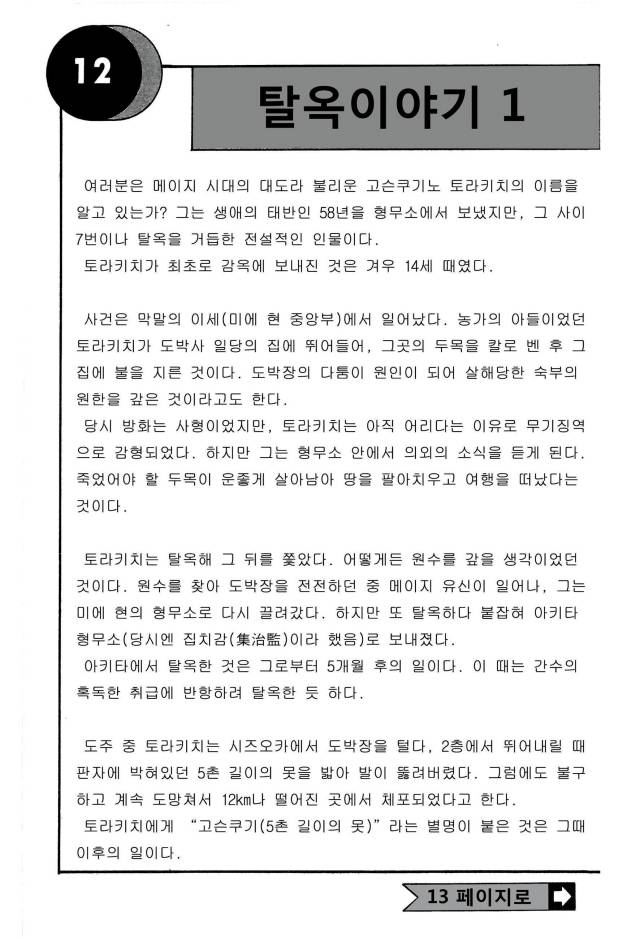 12
탈옥이야기 1
여러분은 메이지 시대의 대도라 불리운 고슨쿠기노 토라키치의 이름을
알고 있는가? 그는 생애의 태반인 58년을 형무소에서 보냈지만, 그 사이
7번이나 탈옥을 거듭한 전설적인 인물이다.
토라키치가 최초로 감옥에 보내진 것은 겨우 14세 때였다.
사건은 막말의 이세(미에 현 중앙부)에서 일어났다. 농가의 아들이었던
토라키치가 도박사 일당의 집에 뛰어들어, 그곳의 두목을 칼로 벤 후 그
집에 불을 지른 것이다. 도박장의 다툼이 원인이 되어 살해당한 숙부의
원한을 갚은 것이라고도 한다.
당시 방화는 사형이었지만, 토라키치는 아직 어리다는 이유로 무기징역
으로 감형되었다. 하지만 그는 형무소 안에서 의외의 소식을 듣게 된다.
죽었어야 할 두목이 운좋게 살아남아 땅을 팔아치우고 여행을 떠났다는
것이다.
토라키치는 탈옥해 그 뒤를 쫓았다. 어떻게든 원수를 갚을 생각이었던
것이다. 원수를 찾아 도박장을 전전하던 중 메이지 유신이 일어나, 그는
미에 현의 형무소로 다시 끌려갔다. 하지만 또 탈옥하다 붙잡혀 아키타
형무소(당시엔 집치감(集治監)이라 했음)로 보내졌다.
아키타에서 탈옥한 것은 그로부터 5개월 후의 일이다. 이 때는 간수의
혹독한 취급에 반항하려 탈옥한 듯 하다.
도주 중 토라키치는 시즈오카에서 도박장을 털다, 2층에서 뛰어내릴 때
판자에 박혀있던 5촌 길이의 못을 밟아 발이 뚫려버렸다. 그럼에도 불구
하고 계속 도망쳐서 12km나 떨어진 곳에서 체포되었다고 한다.
토라키치에게 “고슨쿠기(5촌 길이의 못)” 라는 별명이 붙은 것은 그때
이후의 일이다.
13 페이지로